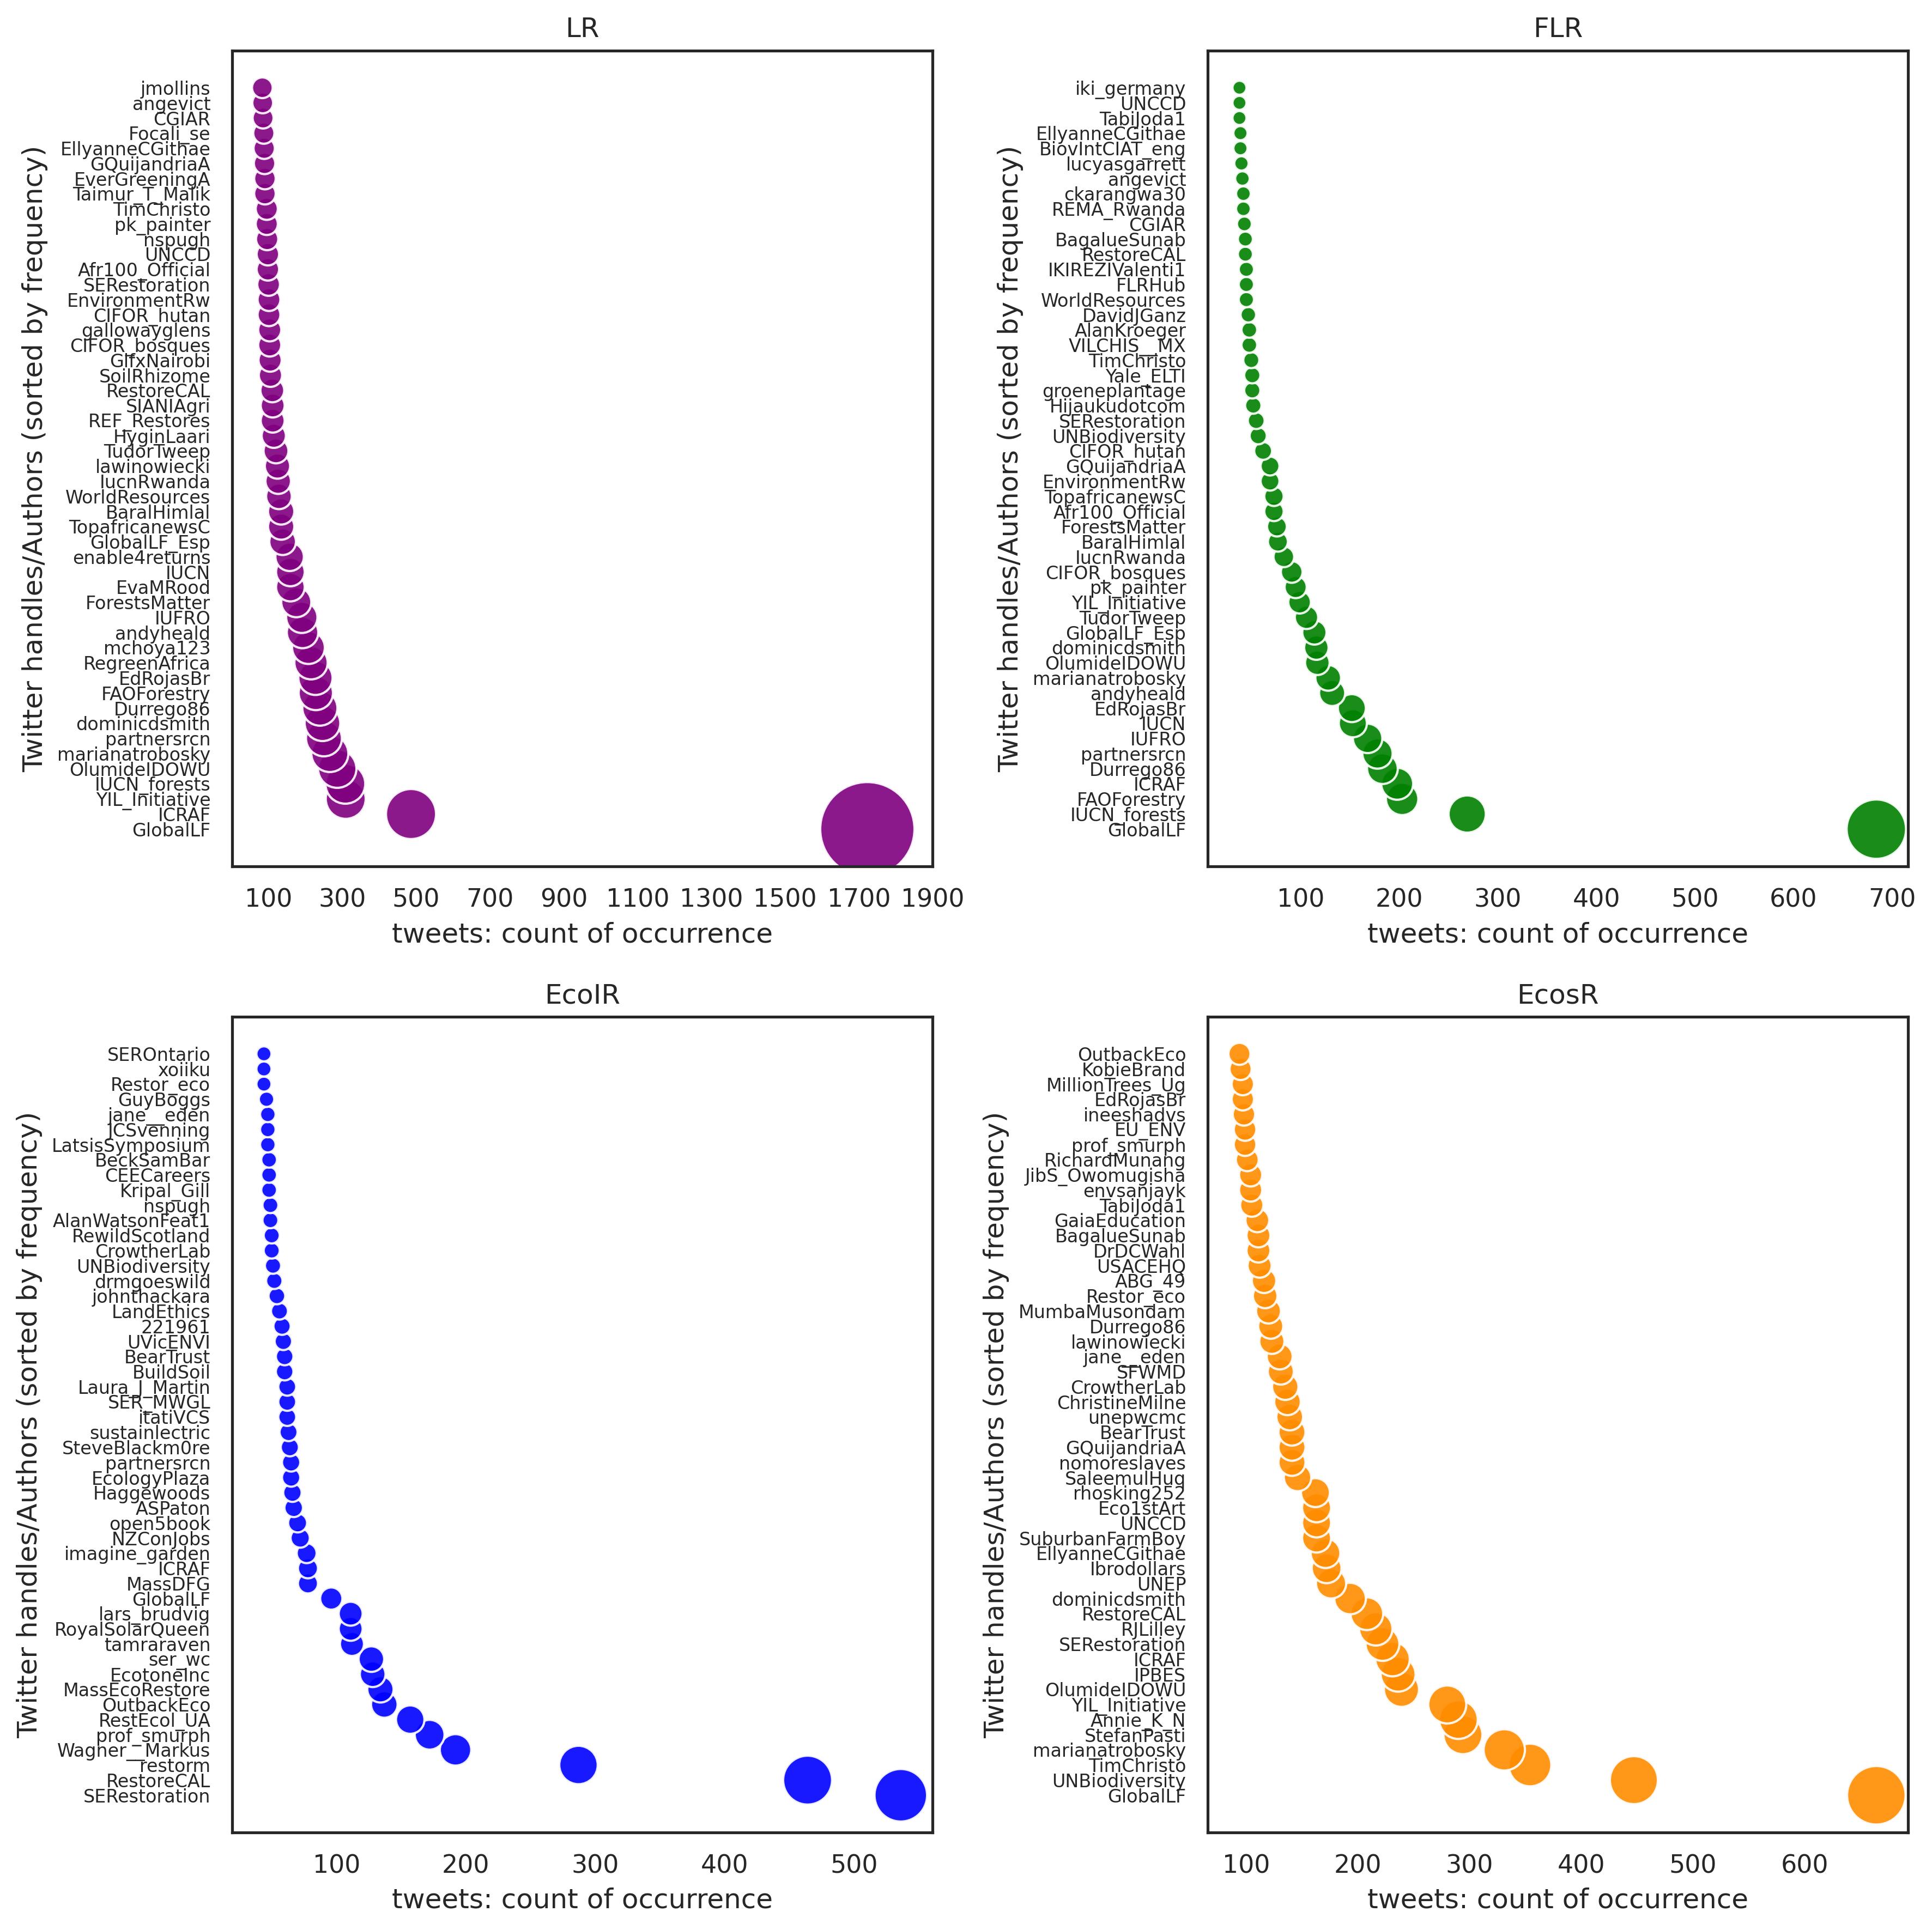 LR
Twitter handles/Authors (sorted by frequency)
jmollins
angevict
CGIAR
Focali_se
EllyanneCGithae
GQuijandriaA
EverGreeningA
Taimur_T_Malik
TimChristo
pk_painter
nspugh
UNCCD
Afr100_Official
SERestoration
EnvironmentRw
CIFOR_hutan
gallowayglens
CIFOR_bosques
GlfxNairobi
SoilRhizome
RestoreCAL
SIANIAgri
REF_Restores
HyginLaari
TudorTweep
lawinowiecki
IucnRwanda
WorldResources
BaralHimlal
TopafricanewsC
GlobalLF_Esp
enable4returns
IUCN
EvaMRood
ForestsMatter
IUFRO
andyheald
mchoya123
RegreenAfrica
EdRojasBr
FAOForestry
Durrego86
dominicdsmith
partnersrcn
marianatrobosky
OlumideIDOWU
IUCN_forests
YIL_Initiative
ICRAF
GlobalLF
100 300 500 700 900 1100 1300 1500 1700 1900
tweets: count of occurrence
FLR
Twitter handles/Authors (sorted by frequency)
iki_germany
UNCCD
TabiJoda1
EllyanneCGithae
BiovIntCIAT_eng
lucyasgarrett
angevict
ckarangwa30
REMA_Rwanda
CGIAR
BagalueSunab
RestoreCAL
IKIREZIValenti1
FLRHub
WorldResources
DavidJGanz
AlanKroeger
VILCHIS__MX
TimChristo
Yale_ELTI
groeneplantage
Hijaukudotcom
SERestoration
UNBiodiversity
CIFOR_hutan
GQuijandriaA
EnvironmentRw
TopafricanewsC
Afr100_Official
ForestsMatter
BaralHimlal
IucnRwanda
CIFOR_bosques
pk_painter
YIL_Initiative
TudorTweep
GlobalLF_Esp
dominicdsmith
OlumideIDOWU
marianatrobosky
andyheald
EdRojasBr
IUCN
IUFRO
partnersrcn
Durrego86
ICRAF
FAOForestry
IUCN_forests
GlobalLF
100 200 300 400 500 600 700
tweets: count of occurrence
EcolR
Twitter handles/Authors (sorted by frequency)
SEROntario
xoiiku
Restor_eco
GuyBoggs
jane__eden
JCSvenning
LatsisSymposium
BeckSamBar
CEECareers
Kripal_Gill
nspugh
AlanWatsonFeat1
RewildScotland
CrowtherLab
UNBiodiversity
drmgoeswild
johnthackara
LandEthics
221961
UVicENVI
BearTrust
BuildSoil
Laura_J_Martin
SER_MWGL
itatiVCS
sustainlectric
SteveBlackm0re
partnersrcn
EcologyPlaza
Haggewoods
ASPaton
open5book
NZConJobs
imagine_garden
ICRAF
MassDFG
GlobalLF
lars_brudvig
RoyalSolarQueen
tamraraven
ser_wc
EcotoneInc
MassEcoRestore
OutbackEco
RestEcol_UA
prof_smurph
Wagner__Markus
restorm
RestoreCAL
SERestoration
100 200 300 400 500
tweets: count of occurrence
EcosR
Twitter handles/Authors (sorted by frequency)
OutbackEco
KobieBrand
MillionTrees_Ug
EdRojasBr
ineeshadvs
EU_ENV
prof_smurph
RichardMunang
JibS_Owomugisha
envsanjayk
TabiJoda1
GaiaEducation
BagalueSunab
DrDCWahl
USACEHQ
ABG_49
Restor_eco
MumbaMusondam
Durrego86
lawinowiecki
jane__eden
SFWMD
CrowtherLab
ChristineMilne
unepwcmc
BearTrust
GQuijandriaA
nomoreslaves
SaleemulHuq
rhosking252
Eco1stArt
UNCCD
SuburbanFarmBoy
EllyanneCGithae
Ibrodollars
UNEP
dominicdsmith
RestoreCAL
RJLilley
SERestoration
ICRAF
IPBES
OlumideIDOWU
YIL_Initiative
Annie_K_N
StefanPasti
marianatrobosky
TimChristo
UNBiodiversity
GlobalLF
100 200 300 400 500 600
tweets: count of occurrence